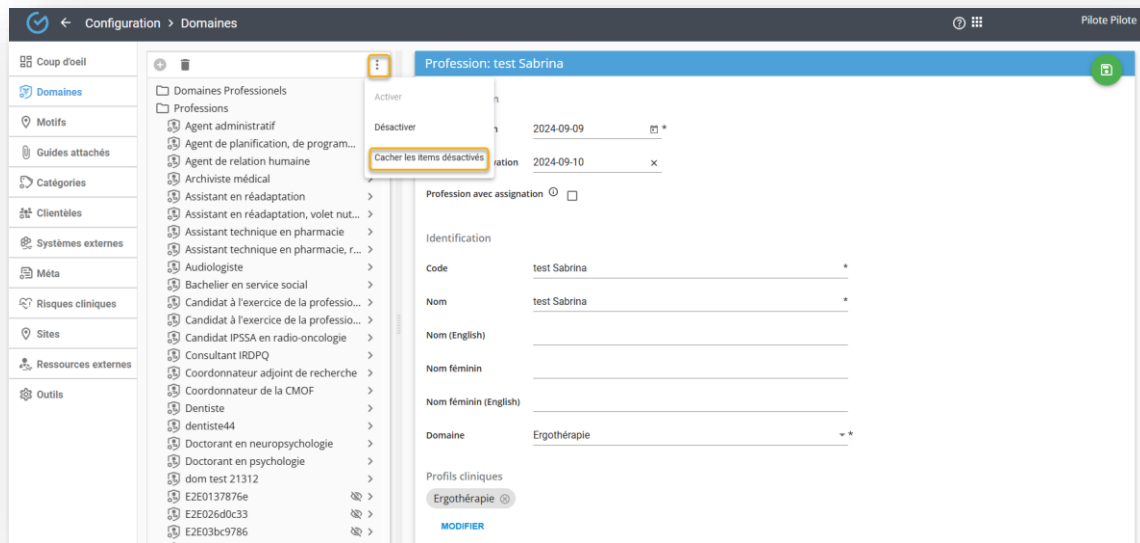 Configuration > Domaines
Pilote Pilote
Coup d'oeil
Domaines
Motifs
Guides attachés
Catégories
Clientèles
Systèmes externes
Méta
Risques cliniques
Sites
Ressources externes
Outils
Domaines Professionels
Professions
Agent administratif
Agent de planification, de program...
Agent de relation humaine
Archiviste médical
Assistant en réadaptation
Assistant en réadaptation, volet nut...
Assistant technique en pharmacie
Assistant technique en pharmacie, r...
Audiologiste
Bachelier en service social
Candidat à l'exercice de la professio...
Candidat à l'exercice de la professio...
Candidat IPSSA en radio-oncologie
Consultant IRDPQ
Coordonnateur adjoint de recherche
Coordonnateur de la CMOF
Dentiste
dentiste44
Doctorant en neuropsychologie
Doctorant en psychologie
dom test 21312
E2E0137876e
E2E026d0c33
E2E03bc9786
Activer
Désactiver
Cacher les items désactivés
Profession: test Sabrina
n
n 2024-09-09 *
vation 2024-09-10
Profession avec assignation
Identification
Code test Sabrina *
Nom test Sabrina *
Nom (English)
Nom féminin
Nom féminin (English)
Domaine Ergothérapie *
Profils cliniques
Ergothérapie
MODIFIER